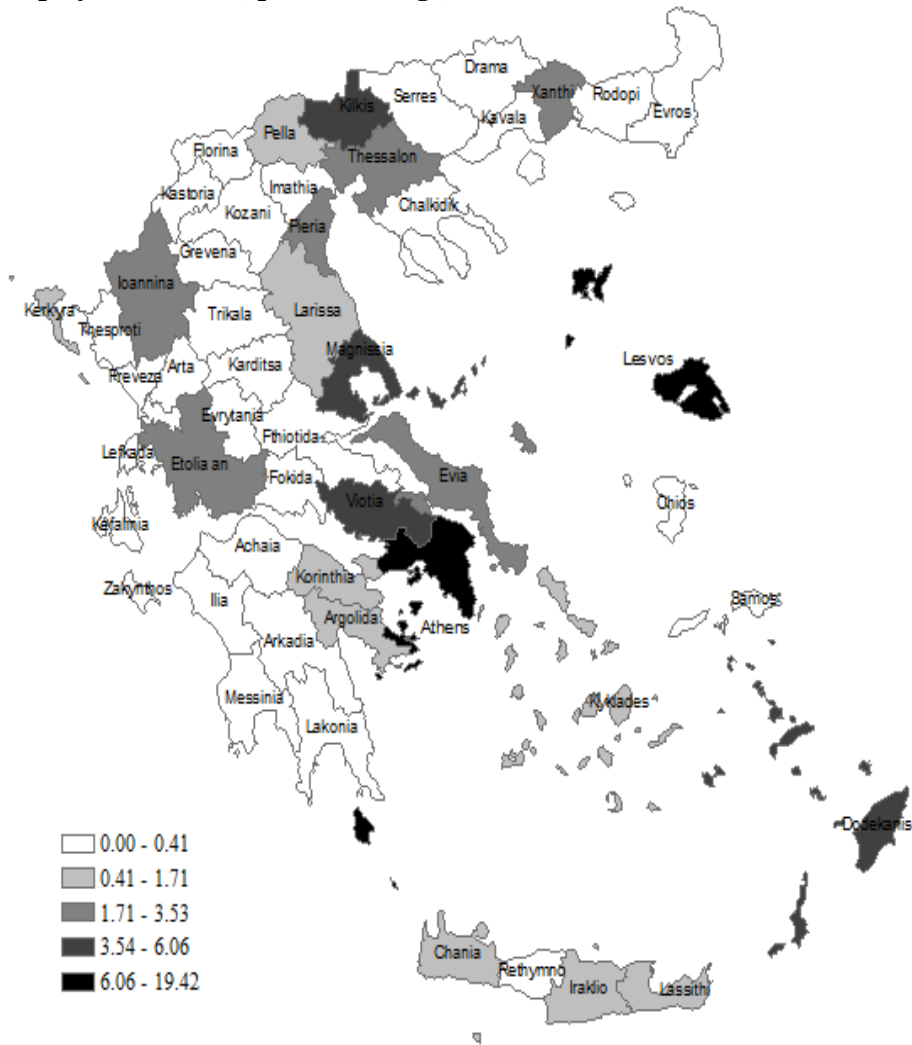 Drama
Kilkis
Serres
Xanthi
Rodopi
Evros
Kavala
Pella
Florina
Thessalon
Kastoria
Imathia
Kozani
Chalkidik
Pieria
Grevena
Ioannina
Kerkyra
Thesproti
Trikala
Larissa
Magnissia
Lesvos
Preveza
Arta
Karditsa
Evrytania
Fthiotida
Lefkada
Etolia an
Fokida
Evia
Viotia
Chios
Kefalnia
Achaia
Korinthia
Zakynthos
Ilia
Argolida
Athens
Samos
Arkadia
Messinia
Lakonia
Kyklades
Dodekanis
0.00 - 0.41
0.41 - 1.71
1.71 - 3.53
3.54 - 6.06
6.06 - 19.42
Chania
Rethymno
Iraklio
Lassithi